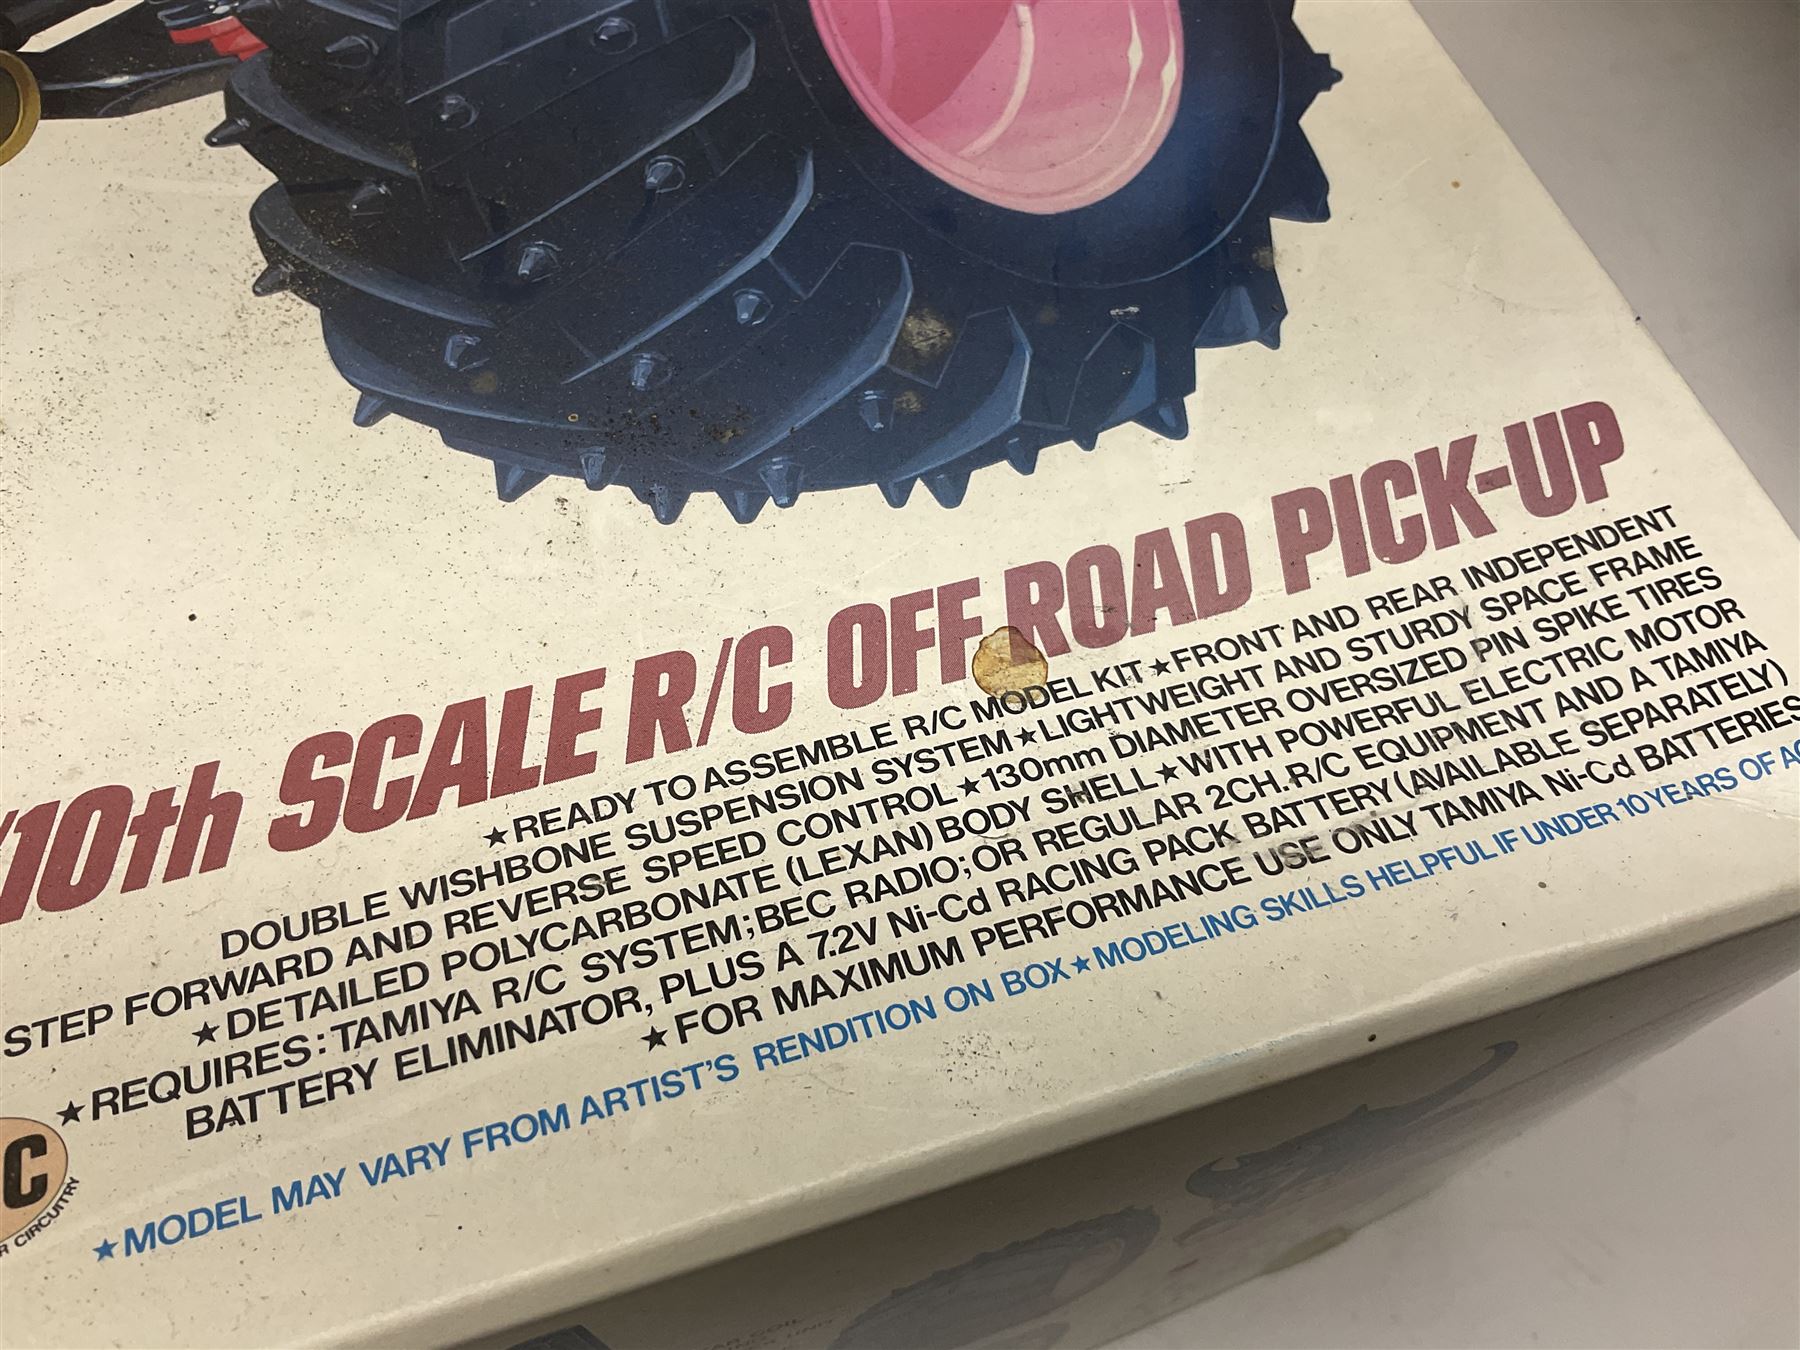 10th SCALE R/C OFF ROAD PICK-UP
★READY TO ASSEMBLE R/C MODEL KIT★FRONT AND REAR INDEPENDENT
DOUBLE WISHBONE SUSPENSION SYSTEM★LIGHTWEIGHT AND STURDY SPACE FRAME
STEP FORWARD AND REVERSE SPEED CONTROL★130mm DIAMETER OVERSIZED PIN SPIKE TIRES
★DETAILED POLYCARBONATE (LEXAN) BODY SHELL★WITH POWERFUL ELECTRIC MOTOR
★REQUIRES:TAMIYA R/C SYSTEM;BEC RADIO;OR REGULAR 2CH.R/C EQUIPMENT AND A TAMIYA
BATTERY ELIMINATOR, PLUS A 7.2V Ni-Cd RACING PACK BATTERY (AVAILABLE SEPARATELY)
★FOR MAXIMUM PERFORMANCE USE ONLY TAMIYA Ni-Cd BATTERIES
★MODEL MAY VARY FROM ARTIST'S RENDITION ON BOX★MODELING SKILLS HELPFUL IF UNDER 10 YEARS OF
C
CIRCUITRY